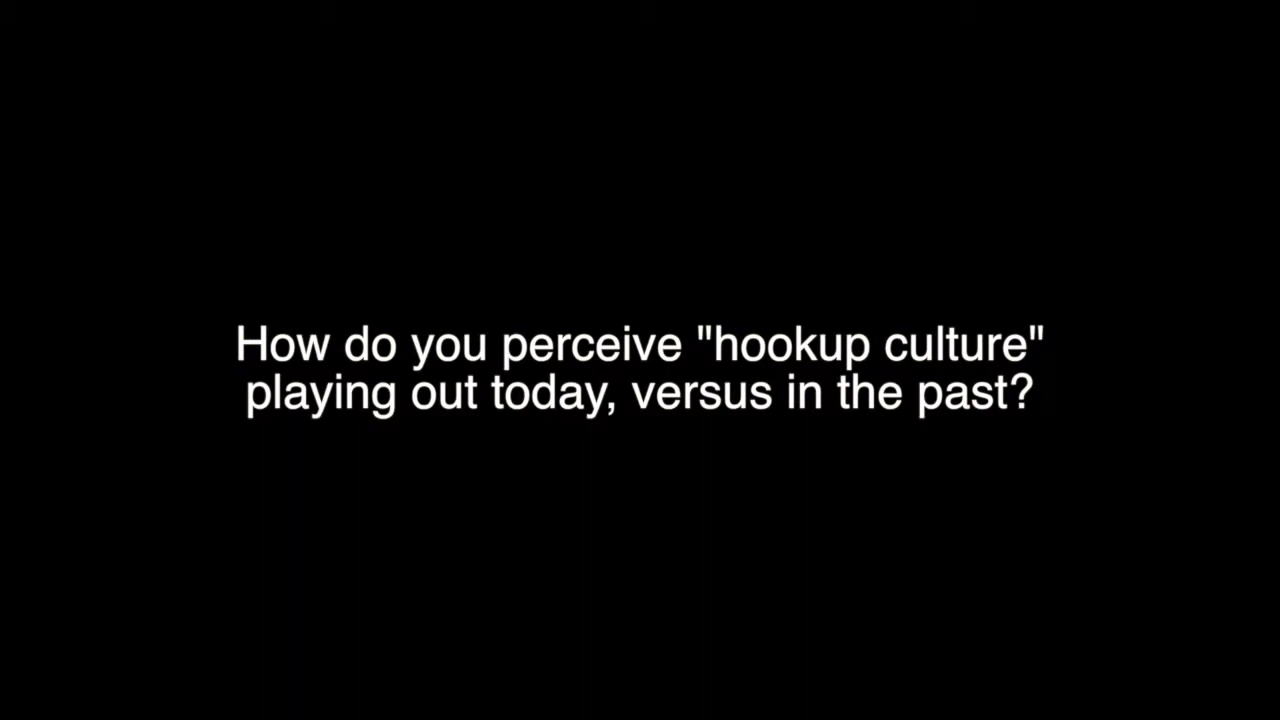 How do you perceive "hookup culture"
playing out today, versus in the past?